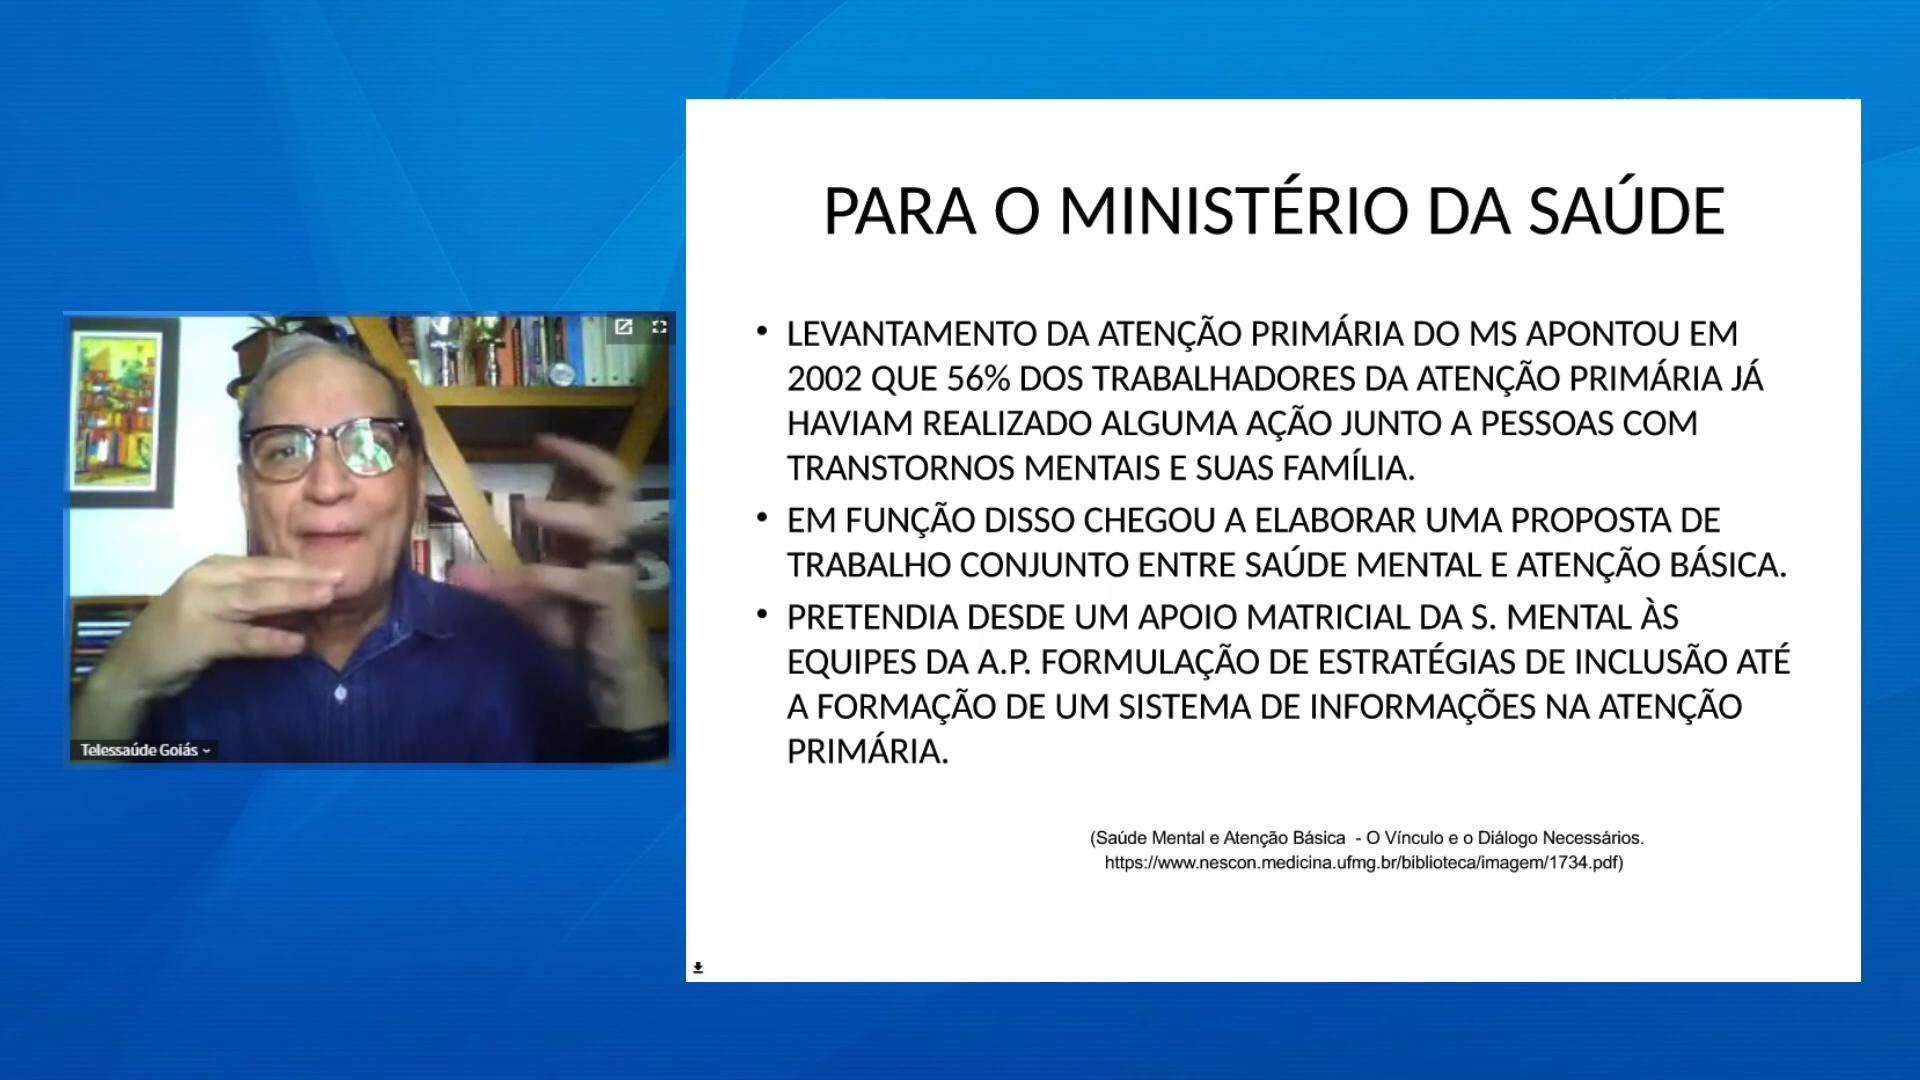 PARA O MINISTÉRIO DA SAÚDE
• LEVANTAMENTO DA ATENÇÃO PRIMÁRIA DO MS APONTOU EM
2002 QUE 56% DOS TRABALHADORES DA ATENÇÃO PRIMÁRIA JÁ
HAVIAM REALIZADO ALGUMA AÇÃO JUNTO A PESSOAS COM
TRANSTORNOS MENTAIS E SUAS FAMÍLIA.
• EM FUNÇÃO DISSO CHEGOU A ELABORAR UMA PROPOSTA DE
TRABALHO CONJUNTO ENTRE SAÚDE MENTAL E ATENÇÃO BÁSICA.
• PRETENDIA DESDE UM APOIO MATRICIAL DA S. MENTAL ÀS
EQUIPES DA A.P. FORMULAÇÃO DE ESTRATÉGIAS DE INCLUSÃO ATÉ
A FORMAÇÃO DE UM SISTEMA DE INFORMAÇÕES NA ATENÇÃO
PRIMÁRIA.
(Saúde Mental e Atenção Básica - O Vínculo e o Diálogo Necessários.
https://www.nescon.medicina.ufmg.br/biblioteca/imagem/1734.pdf)
Telessaúde Goiás